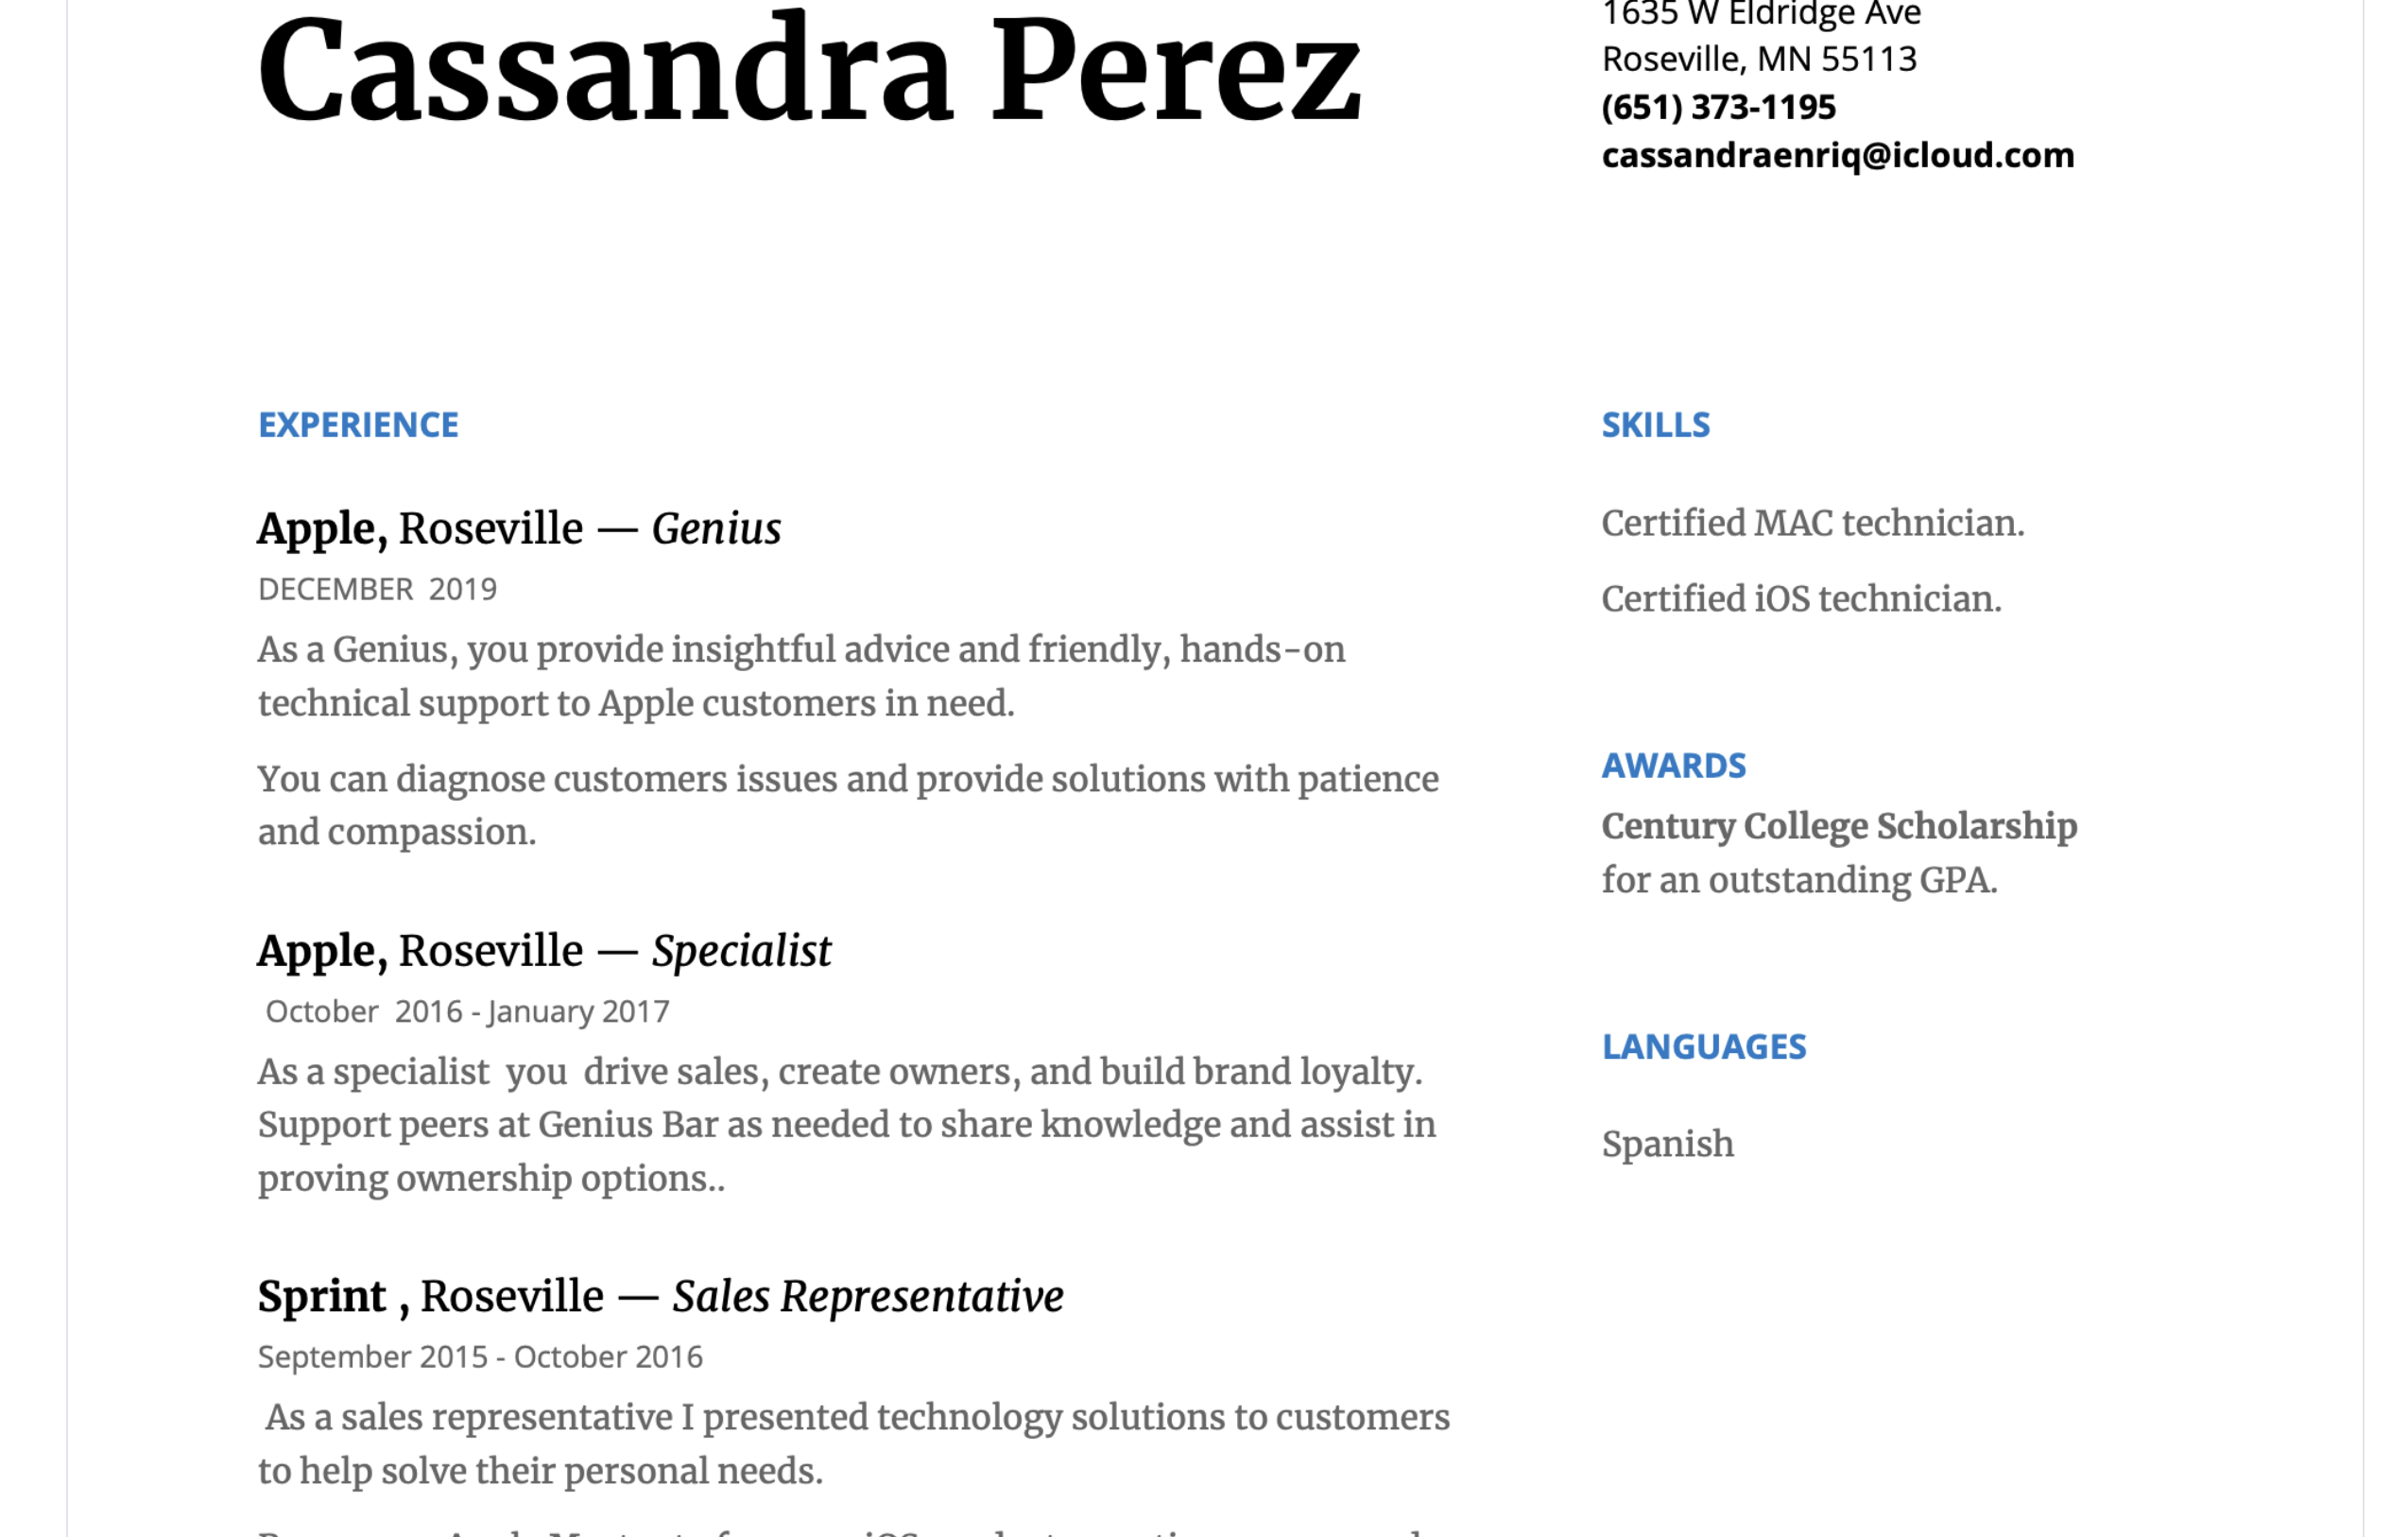 Cassandra Perez
1635 W Eldridge Ave
Roseville, MN 55113
(651) 373-1195
cassandraenriq@icloud.com
EXPERIENCE
Apple, Roseville — Genius
DECEMBER  2019
As a Genius, you provide insightful advice and friendly, hands-on
technical support to Apple customers in need.
You can diagnose customers issues and provide solutions with patience
and compassion.
Apple, Roseville — Specialist
October  2016 - January 2017
As a specialist  you  drive sales, create owners, and build brand loyalty.
Support peers at Genius Bar as needed to share knowledge and assist in
proving ownership options..
Sprint , Roseville — Sales Representative
September 2015 - October 2016
As a sales representative I presented technology solutions to customers
to help solve their personal needs.
SKILLS
Certified MAC technician.
Certified iOS technician.
AWARDS
Century College Scholarship
for an outstanding GPA.
LANGUAGES
Spanish